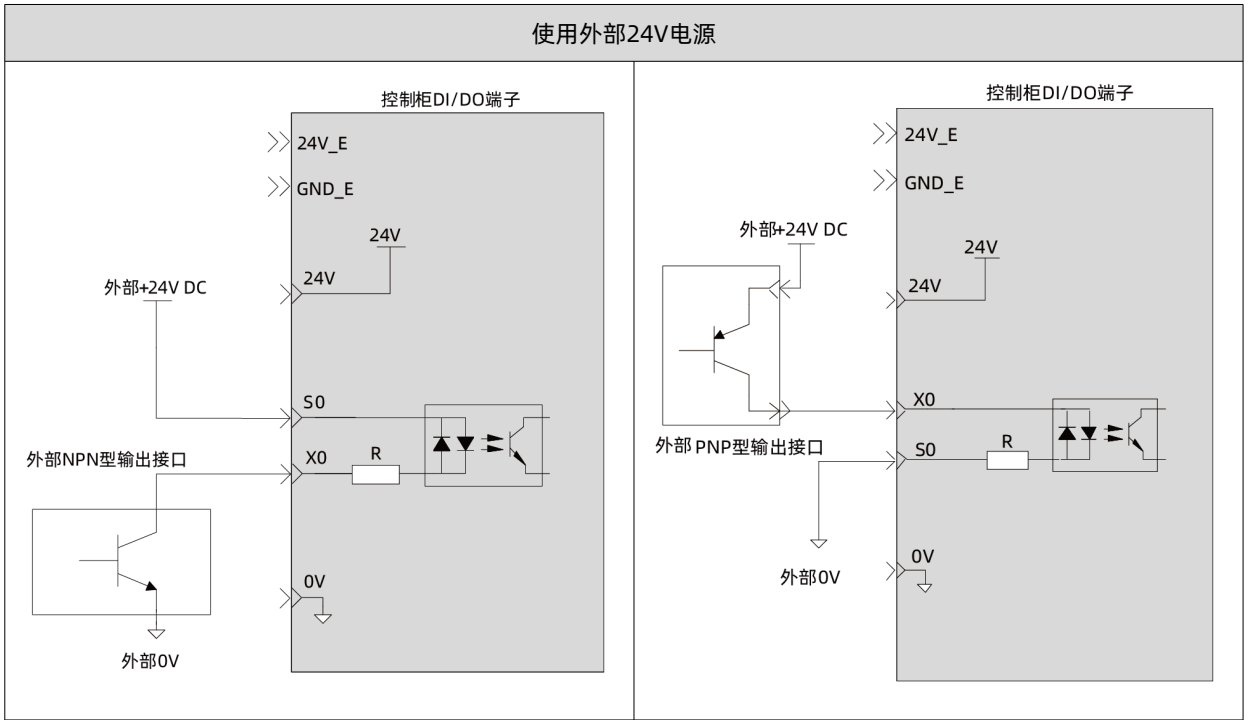 使用外部24V电源
控制柜DI/DO端子
24V_E
GND_E
24V
24V
外部+24V DC
S0
外部NPN型输出接口
X0
R
0V
外部0V
控制柜DI/DO端子
24V_E
GND_E
外部+24V DC
24V
24V
X0
外部 PNP型输出接口
S0
R
0V
外部0V